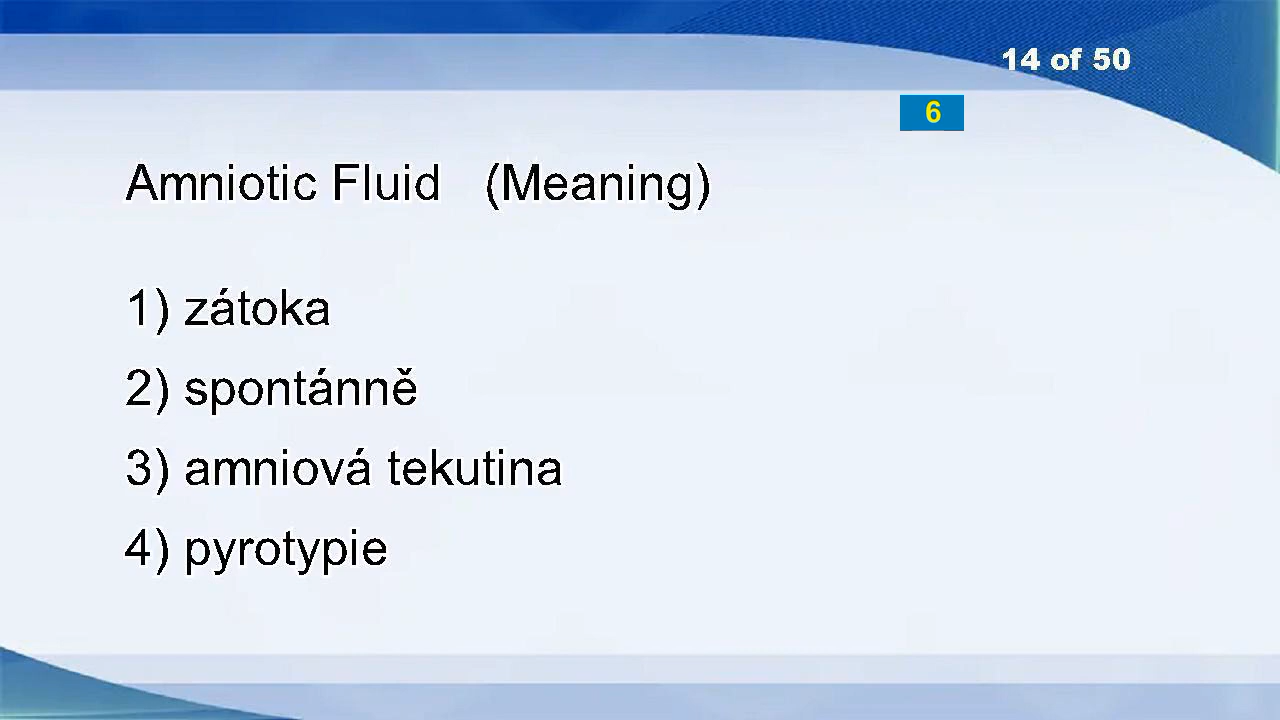 14 of 50
6
Amniotic Fluid (Meaning)
1) zátoka
2) spontánně
3) amniová tekutina
4) pyrotypie